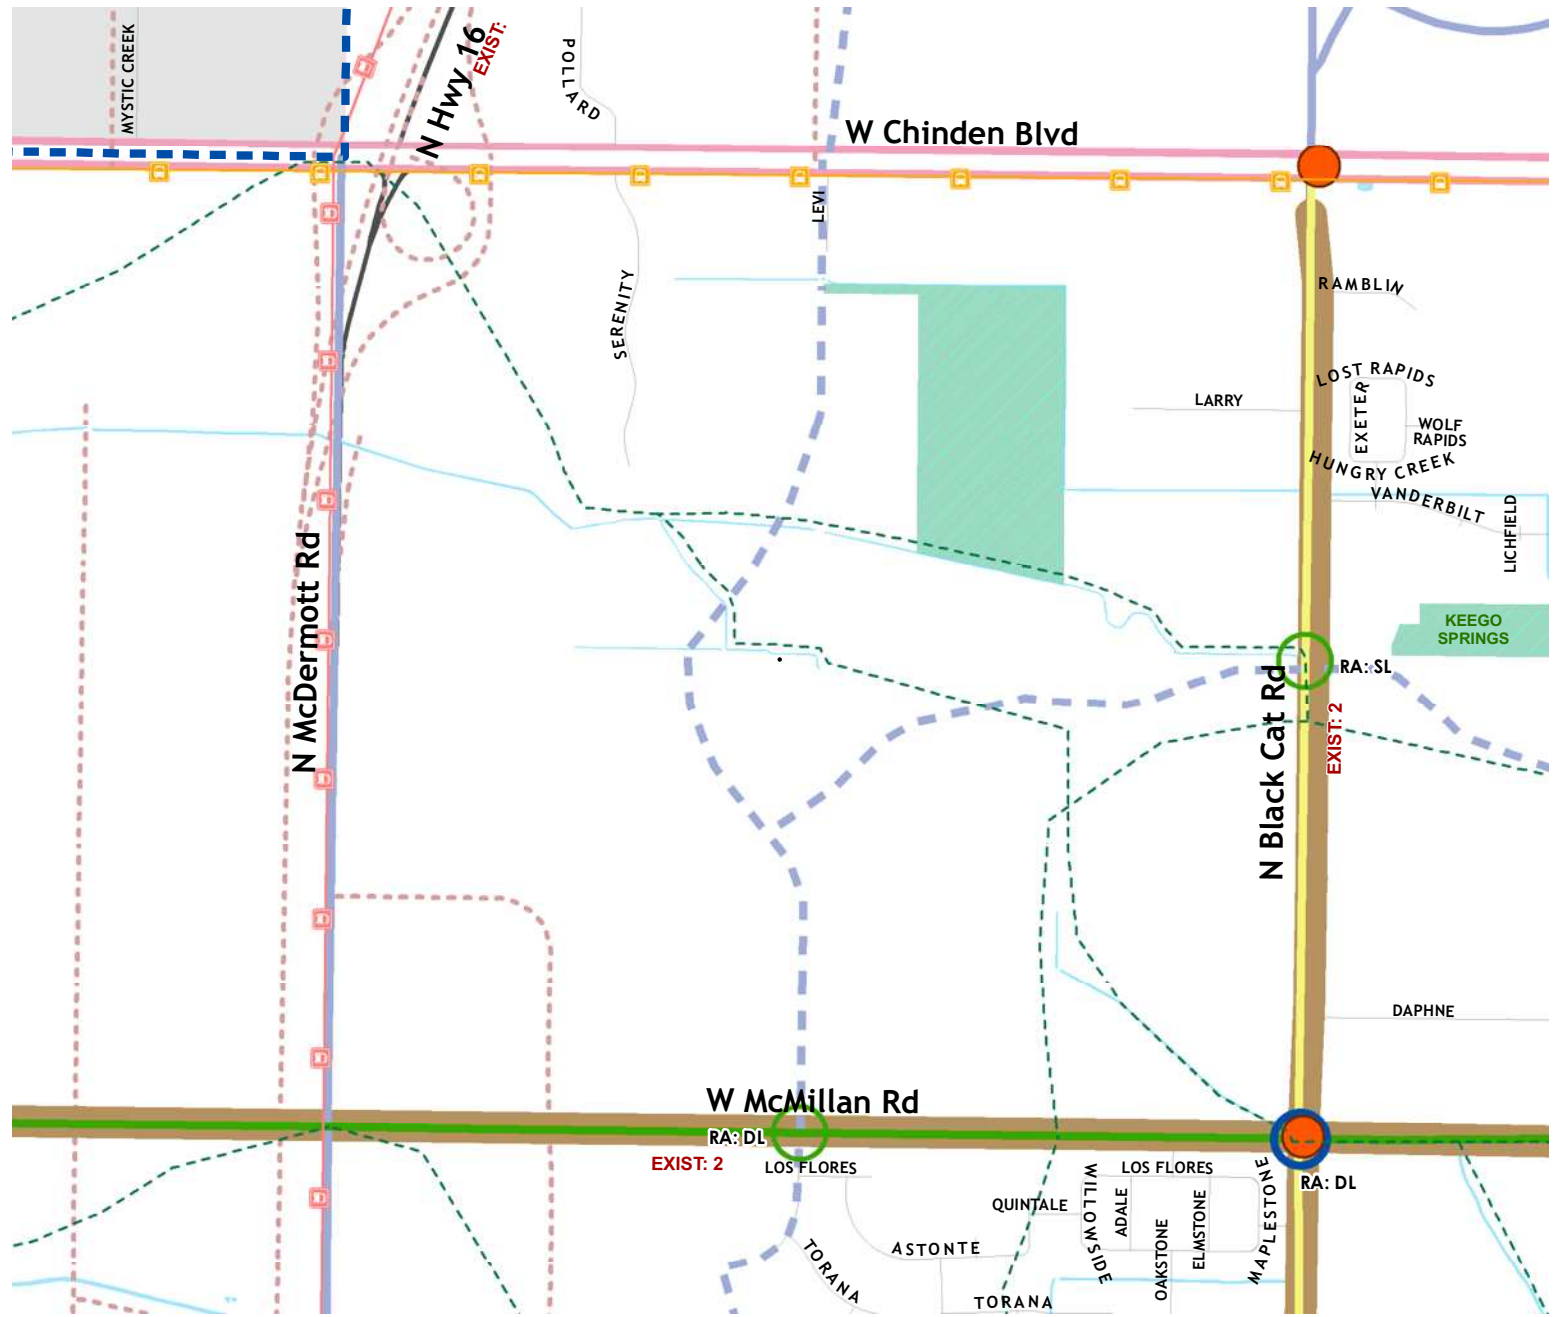 MYSTIC CREEK
N Hwy 16
EXIST:
POLLARD
W Chinden Blvd
LEVI
SERENITY
RAMBLIN
LOST RAPIDS
LARRY
EXETER
WOLF
RAPIDS
HUNGRY CREEK
VANDERBILT
LICHFIELD
N McDermott Rd
KEEGO
SPRINGS
RA: SL
N Black Cat Rd
EXIST: 2
DAPHNE
W McMillan Rd
RA: DL
EXIST: 2
LOS FLORES
LOS FLORES
RA: DL
QUINTALE
WILLOWSIDE
ADALE
OAKSTONE
ELMSTONE
MAPLESTONE
ASTONTE
TORANA
TORANA